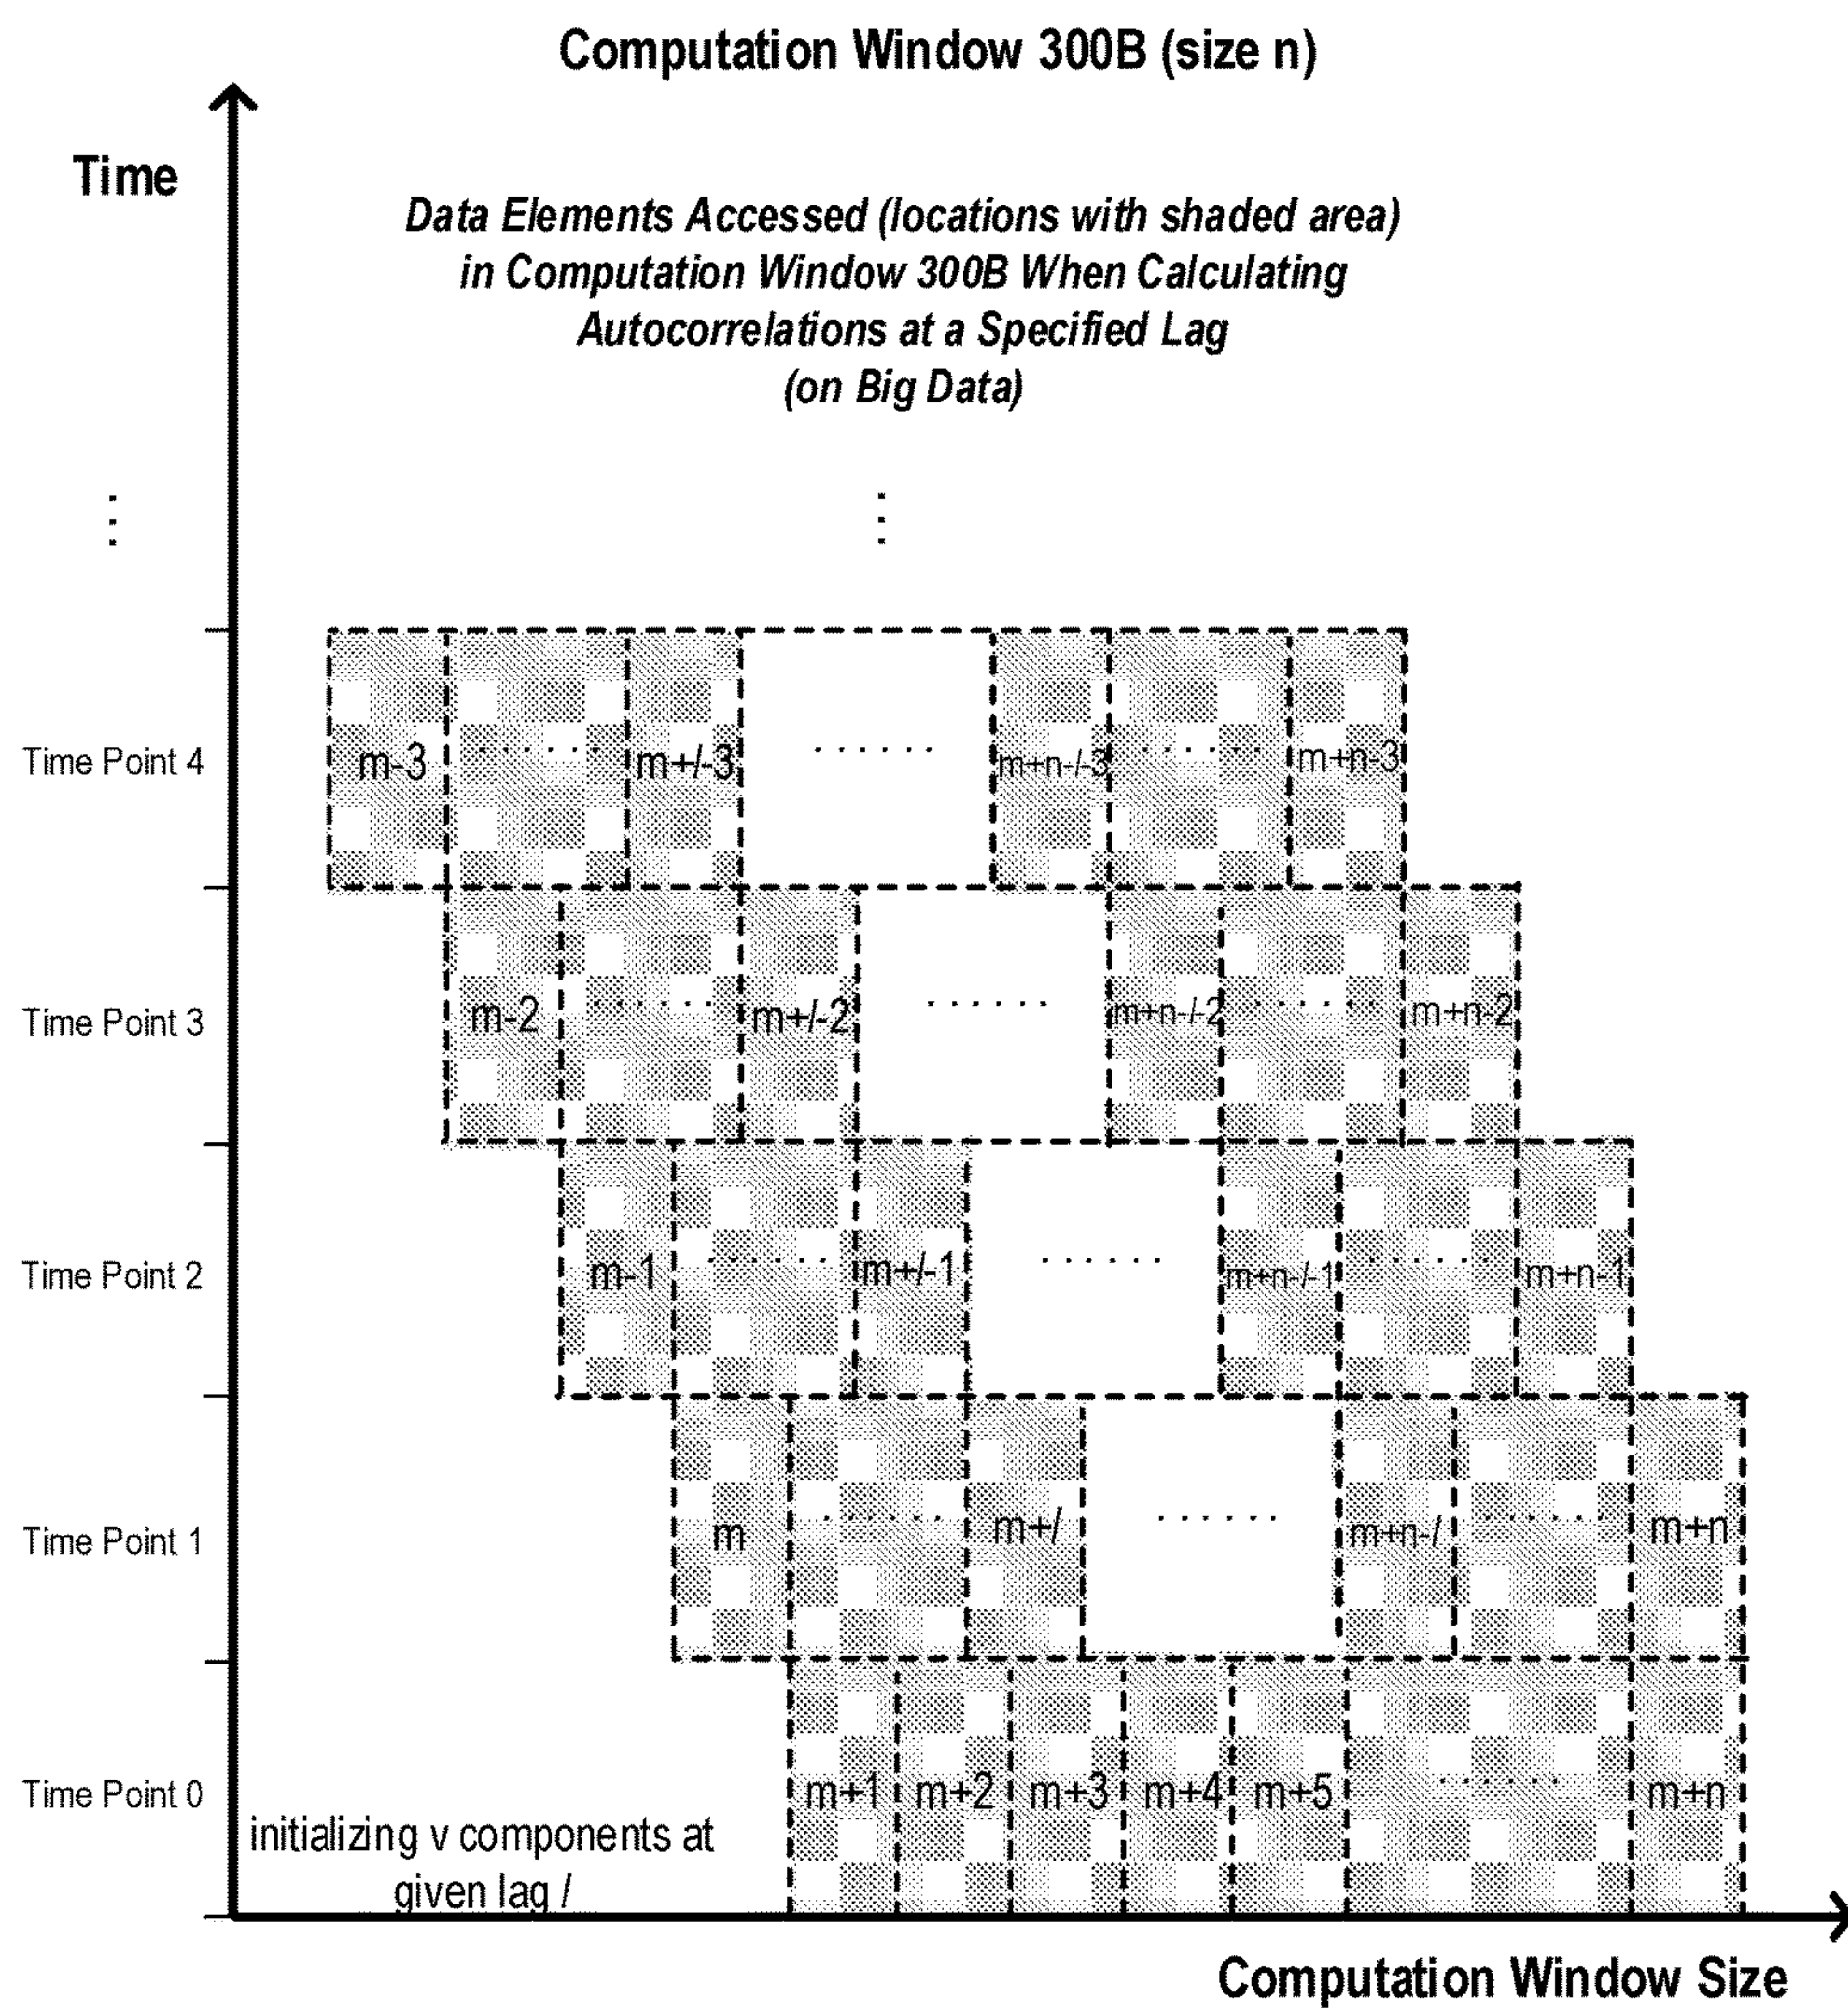 Computation Window 300B (size n)
Time
Data Elements Accessed (locations with shaded area)
in Computation Window 300B When Calculating
Autocorrelations at a Specified Lag
(on Big Data)
⋮ ⋮
Time Point 4 m-3 ······ m+l-3 ······ m+n-l-3 ······ m+n-3
Time Point 3 m-2 ······ m+l-2 ······ m+n-l-2 ······ m+n-2
Time Point 2 m-1 ······ m+l-1 ······ m+n-l-1 ······ m+n-1
Time Point 1 m ······ m+l ······ m+n-l ······ m+n
Time Point 0 m+1 m+2 m+3 m+4 m+5 ······ m+n
initializing v components at
given lag l
Computation Window Size